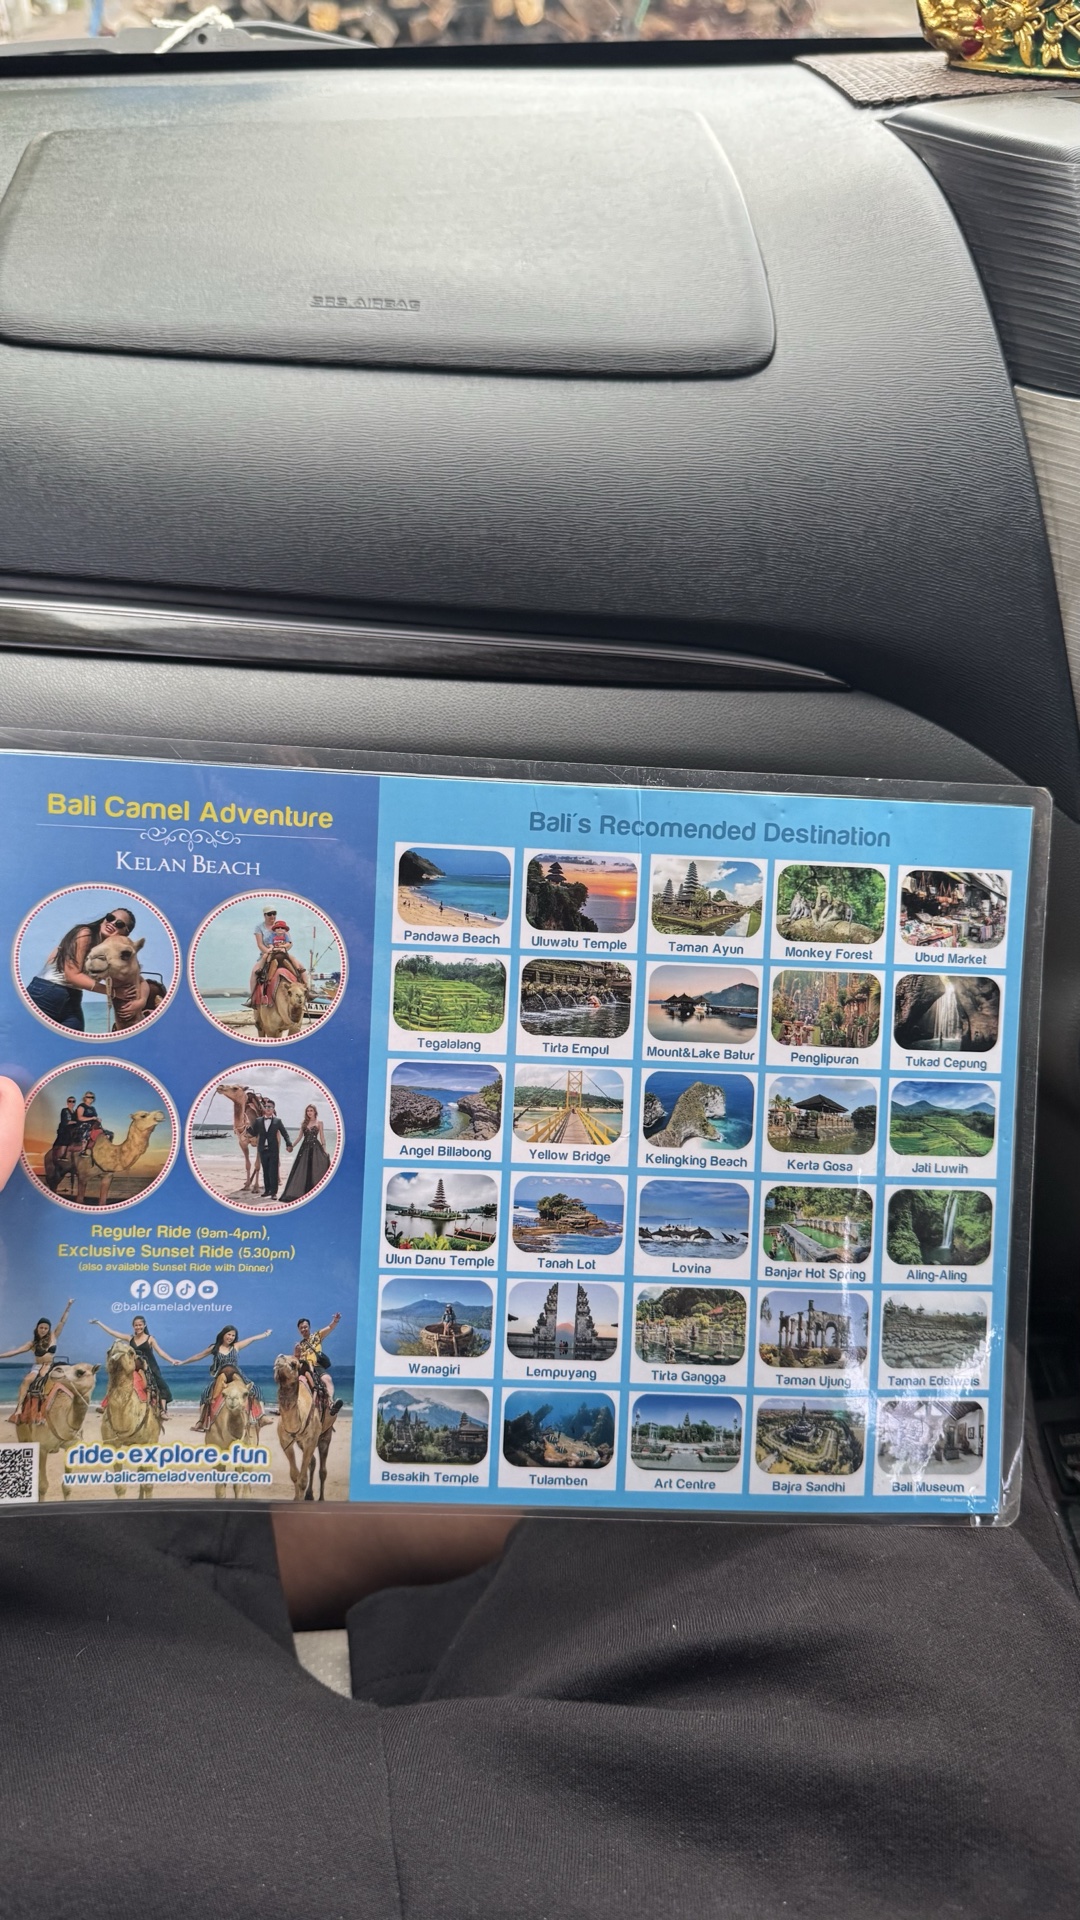 SRS AIRBAG
Bali Camel Adventure
KELAN BEACH
Reguler Ride (9am-4pm),
Exclusive Sunset Ride (5.30pm)
(also available Sunset Ride with Dinner)
@balicameladventure
ride•explore•fun
www.balicameladventure.com
Bali´s Recomended Destination
Pandawa Beach
Uluwatu Temple
Taman Ayun
Monkey Forest
Ubud Market
Tegalalang
Tirta Empul
Mount&Lake Batur
Penglipuran
Tukad Cepung
Angel Billabong
Yellow Bridge
Kelingking Beach
Kerta Gosa
Jati Luwih
Ulun Danu Temple
Tanah Lot
Lovina
Banjar Hot Spring
Aling-Aling
Wanagiri
Lempuyang
Tirta Gangga
Taman Ujung
Taman Edelweis
Besakih Temple
Tulamben
Art Centre
Bajra Sandhi
Bali Museum